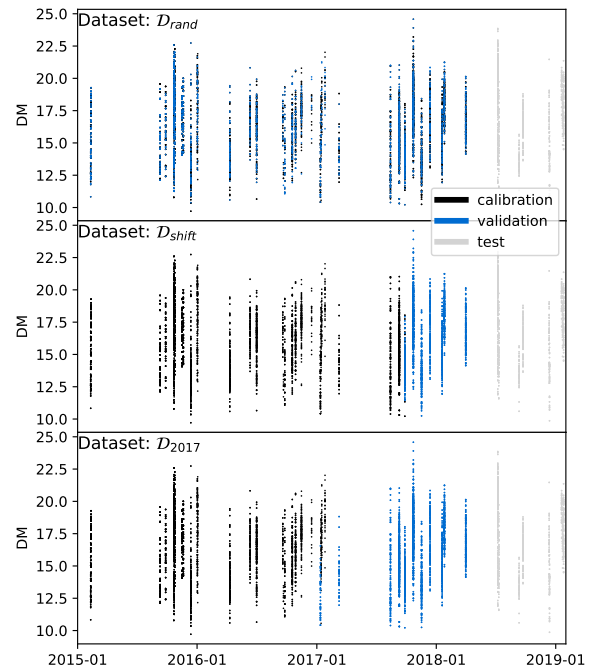 Dataset: 𝒟rand
25.0
22.5
20.0
17.5
15.0
12.5
10.0
DM
calibration
validation
test
Dataset: 𝒟shift
25.0
22.5
20.0
17.5
15.0
12.5
10.0
DM
Dataset: 𝒟2017
25.0
22.5
20.0
17.5
15.0
12.5
10.0
DM
2015-01
2016-01
2017-01
2018-01
2019-01